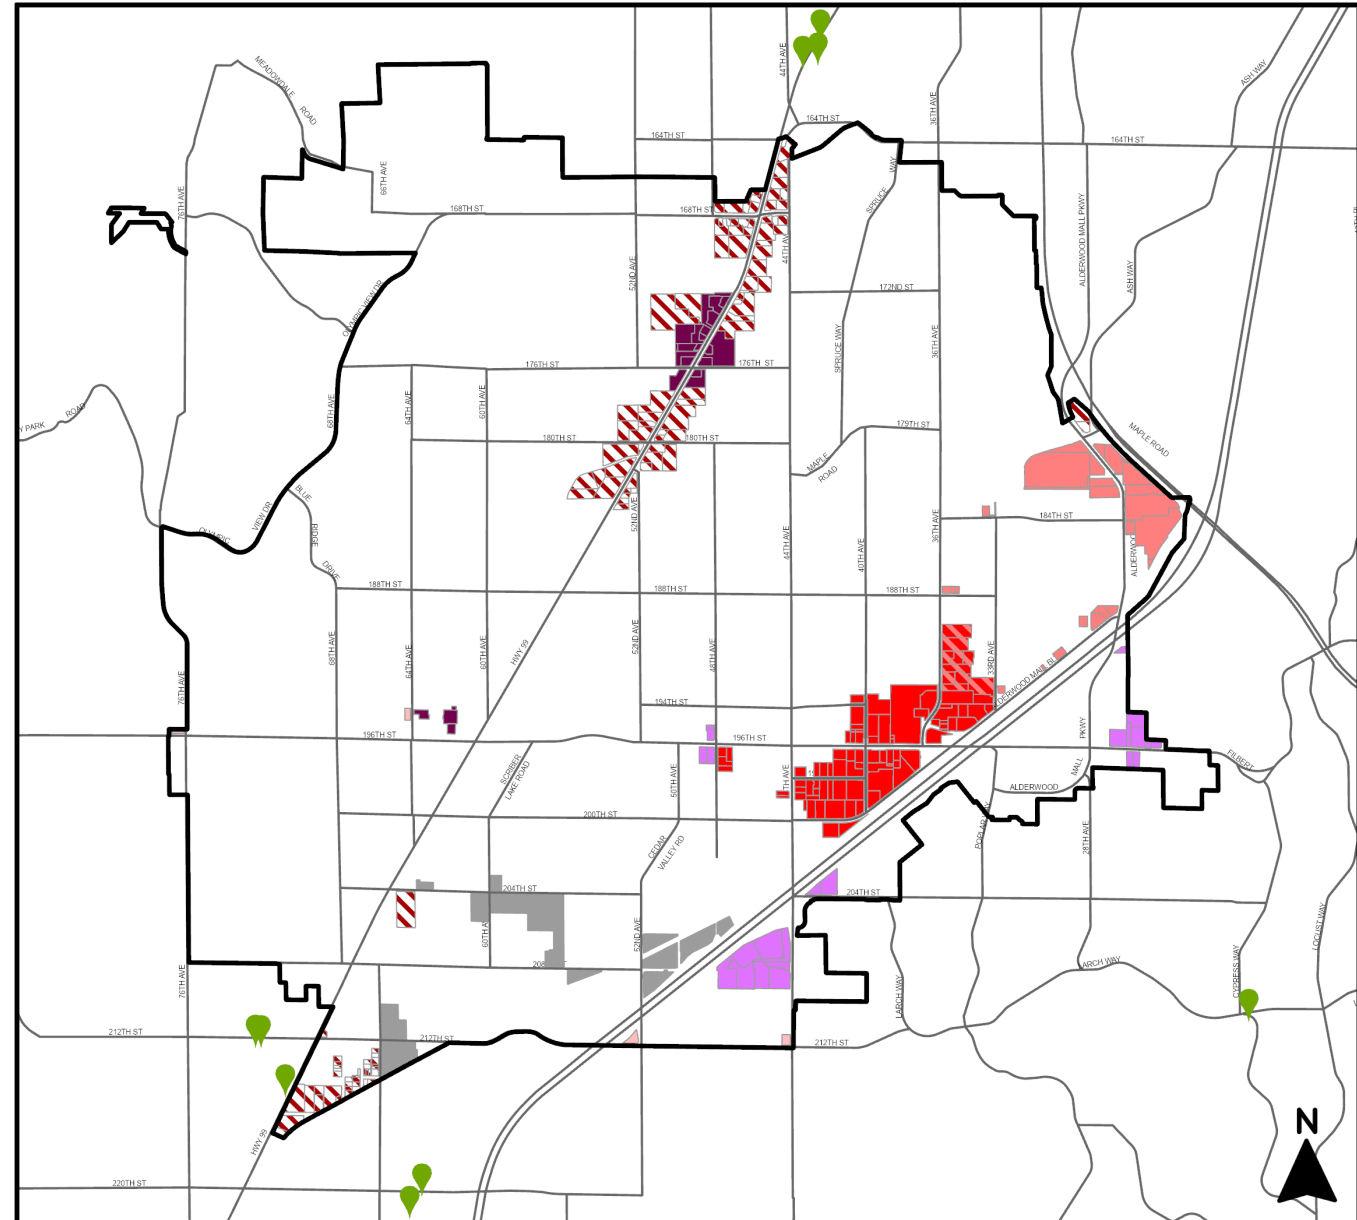 MEADOWDALE
ROAD
44TH AVE
ASH WAY
36TH AVE
164TH ST
164TH ST
164TH ST
66TH AVE
76TH AVE
SPRUCE WAY
168TH ST
168TH ST
ALDERWOOD MALL PKWY
44TH AV
52ND AVE
ASH WAY
172ND ST
OLYMPIC VIEW DR
36TH AVE
SPRUCE WAY
176TH ST
176TH ST
Y PARK
ROAD
68TH AVE
64TH AVE
60TH AVE
179TH ST
180TH ST
180TH ST
MAPLE ROAD
MAPLE
ROAD
BLUE
RIDGE
DRIVE
OLYMPIC
VIEW DR
52ND AVE
36TH AVE
184TH ST
44TH AVE
40TH AVE
ALDERWOO
188TH ST
188TH ST
188TH ST
68TH AVE
64TH AVE
60TH AVE
HWY 99
52ND AVE
48TH AVE
33RD AVE
76TH AVE
DERWOOD MALL BL
194TH ST
196TH ST
196TH ST
PKWY
MALL
FILBERT
SCRIBER
LAKE ROAD
50TH AVE
TH AVE
ALDERWOOD
200TH ST
CEDAR
VALLEY RD
POPLAR WAY
28TH AVE
204TH ST
204TH ST
60TH A
52ND AVE
LOCUST WAY
208
ARCH WAY
CYPRESS WAY
76TH AVE
LARCH WAY
212TH ST
212TH ST
212TH ST
N
HWY 99
220TH ST